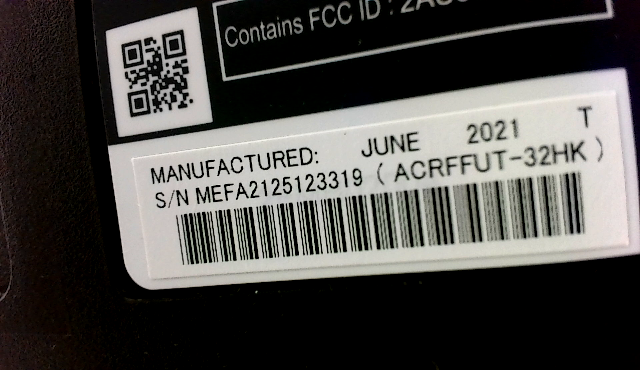 Contains FCC ID :
MANUFACTURED: JUNE 2021 T
S/N MEFA2125123319 ( ACRFFUT-32HK )